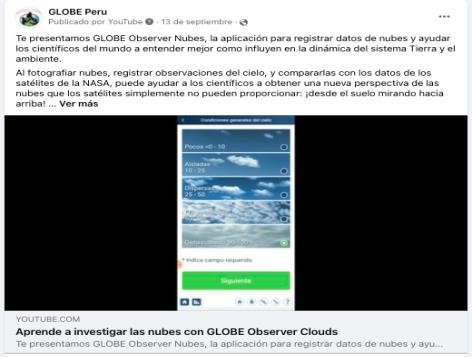 GLOBE Peru
Publicado por YouTube · 13 de septiembre ·
Te presentamos GLOBE Observer Nubes, la aplicación para registrar datos de nubes y ayudar
los científicos del mundo a entender mejor como influyen en la dinámica del sistema Tierra y el
ambiente.
Al fotografiar nubes, registrar observaciones del cielo, y compararlas con los datos de los
satélites de la NASA, puede ayudar a los científicos a obtener una nueva perspectiva de las
nubes que los satélites simplemente no pueden proporcionar: ¡desde el suelo mirando hacia
arriba! ... Ver más
Condiciones generales del cielo
Pocos <0 - 10
Aisladas
10 - 25
Dispersas
25 - 50
* Indica campo requerido
Siguiente
YOUTUBE.COM
Aprende a investigar las nubes con GLOBE Observer Clouds
Te presentamos GLOBE Observer Nubes, la aplicación para registrar datos de nubes y ayu...